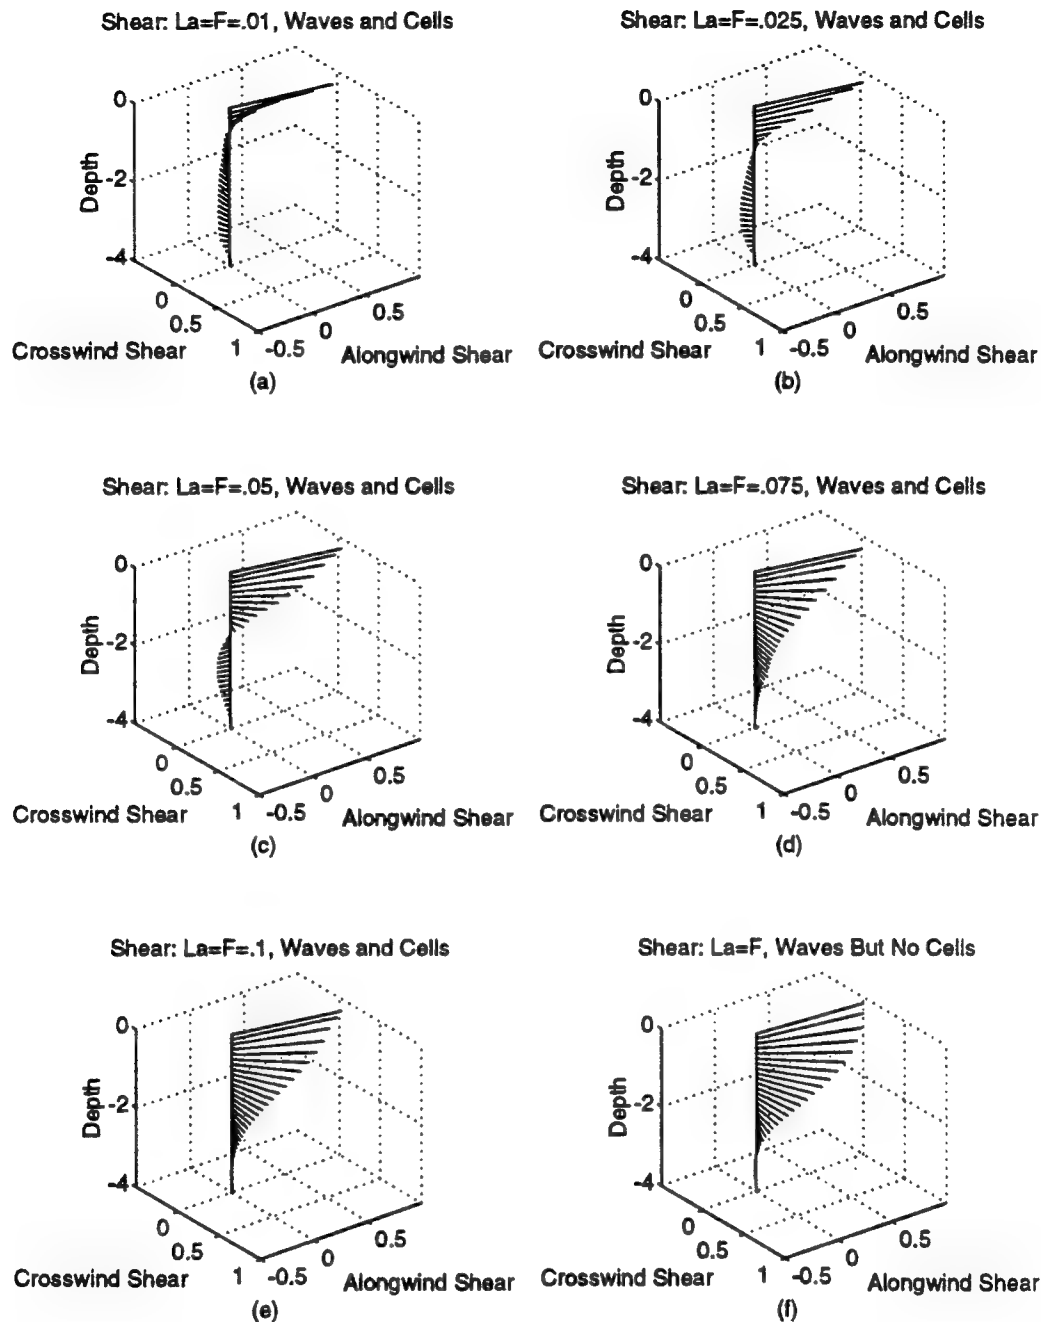 Shear: La=F=.01, Waves and Cells
0
-2
-4
Depth
0
0.5
1
-0.5
0
0.5
Crosswind Shear
Alongwind Shear
(a)
Shear: La=F=.025, Waves and Cells
0
-2
-4
Depth
0
0.5
1
-0.5
0
0.5
Crosswind Shear
Alongwind Shear
(b)
Shear: La=F=.05, Waves and Cells
0
-2
-4
Depth
0
0.5
1
-0.5
0
0.5
Crosswind Shear
Alongwind Shear
(c)
Shear: La=F=.075, Waves and Cells
0
-2
-4
Depth
0
0.5
1
-0.5
0
0.5
Crosswind Shear
Alongwind Shear
(d)
Shear: La=F=.1, Waves and Cells
0
-2
-4
Depth
0
0.5
1
-0.5
0
0.5
Crosswind Shear
Alongwind Shear
(e)
Shear: La=F, Waves But No Cells
0
-2
-4
Depth
0
0.5
1
-0.5
0
0.5
Crosswind Shear
Alongwind Shear
(f)